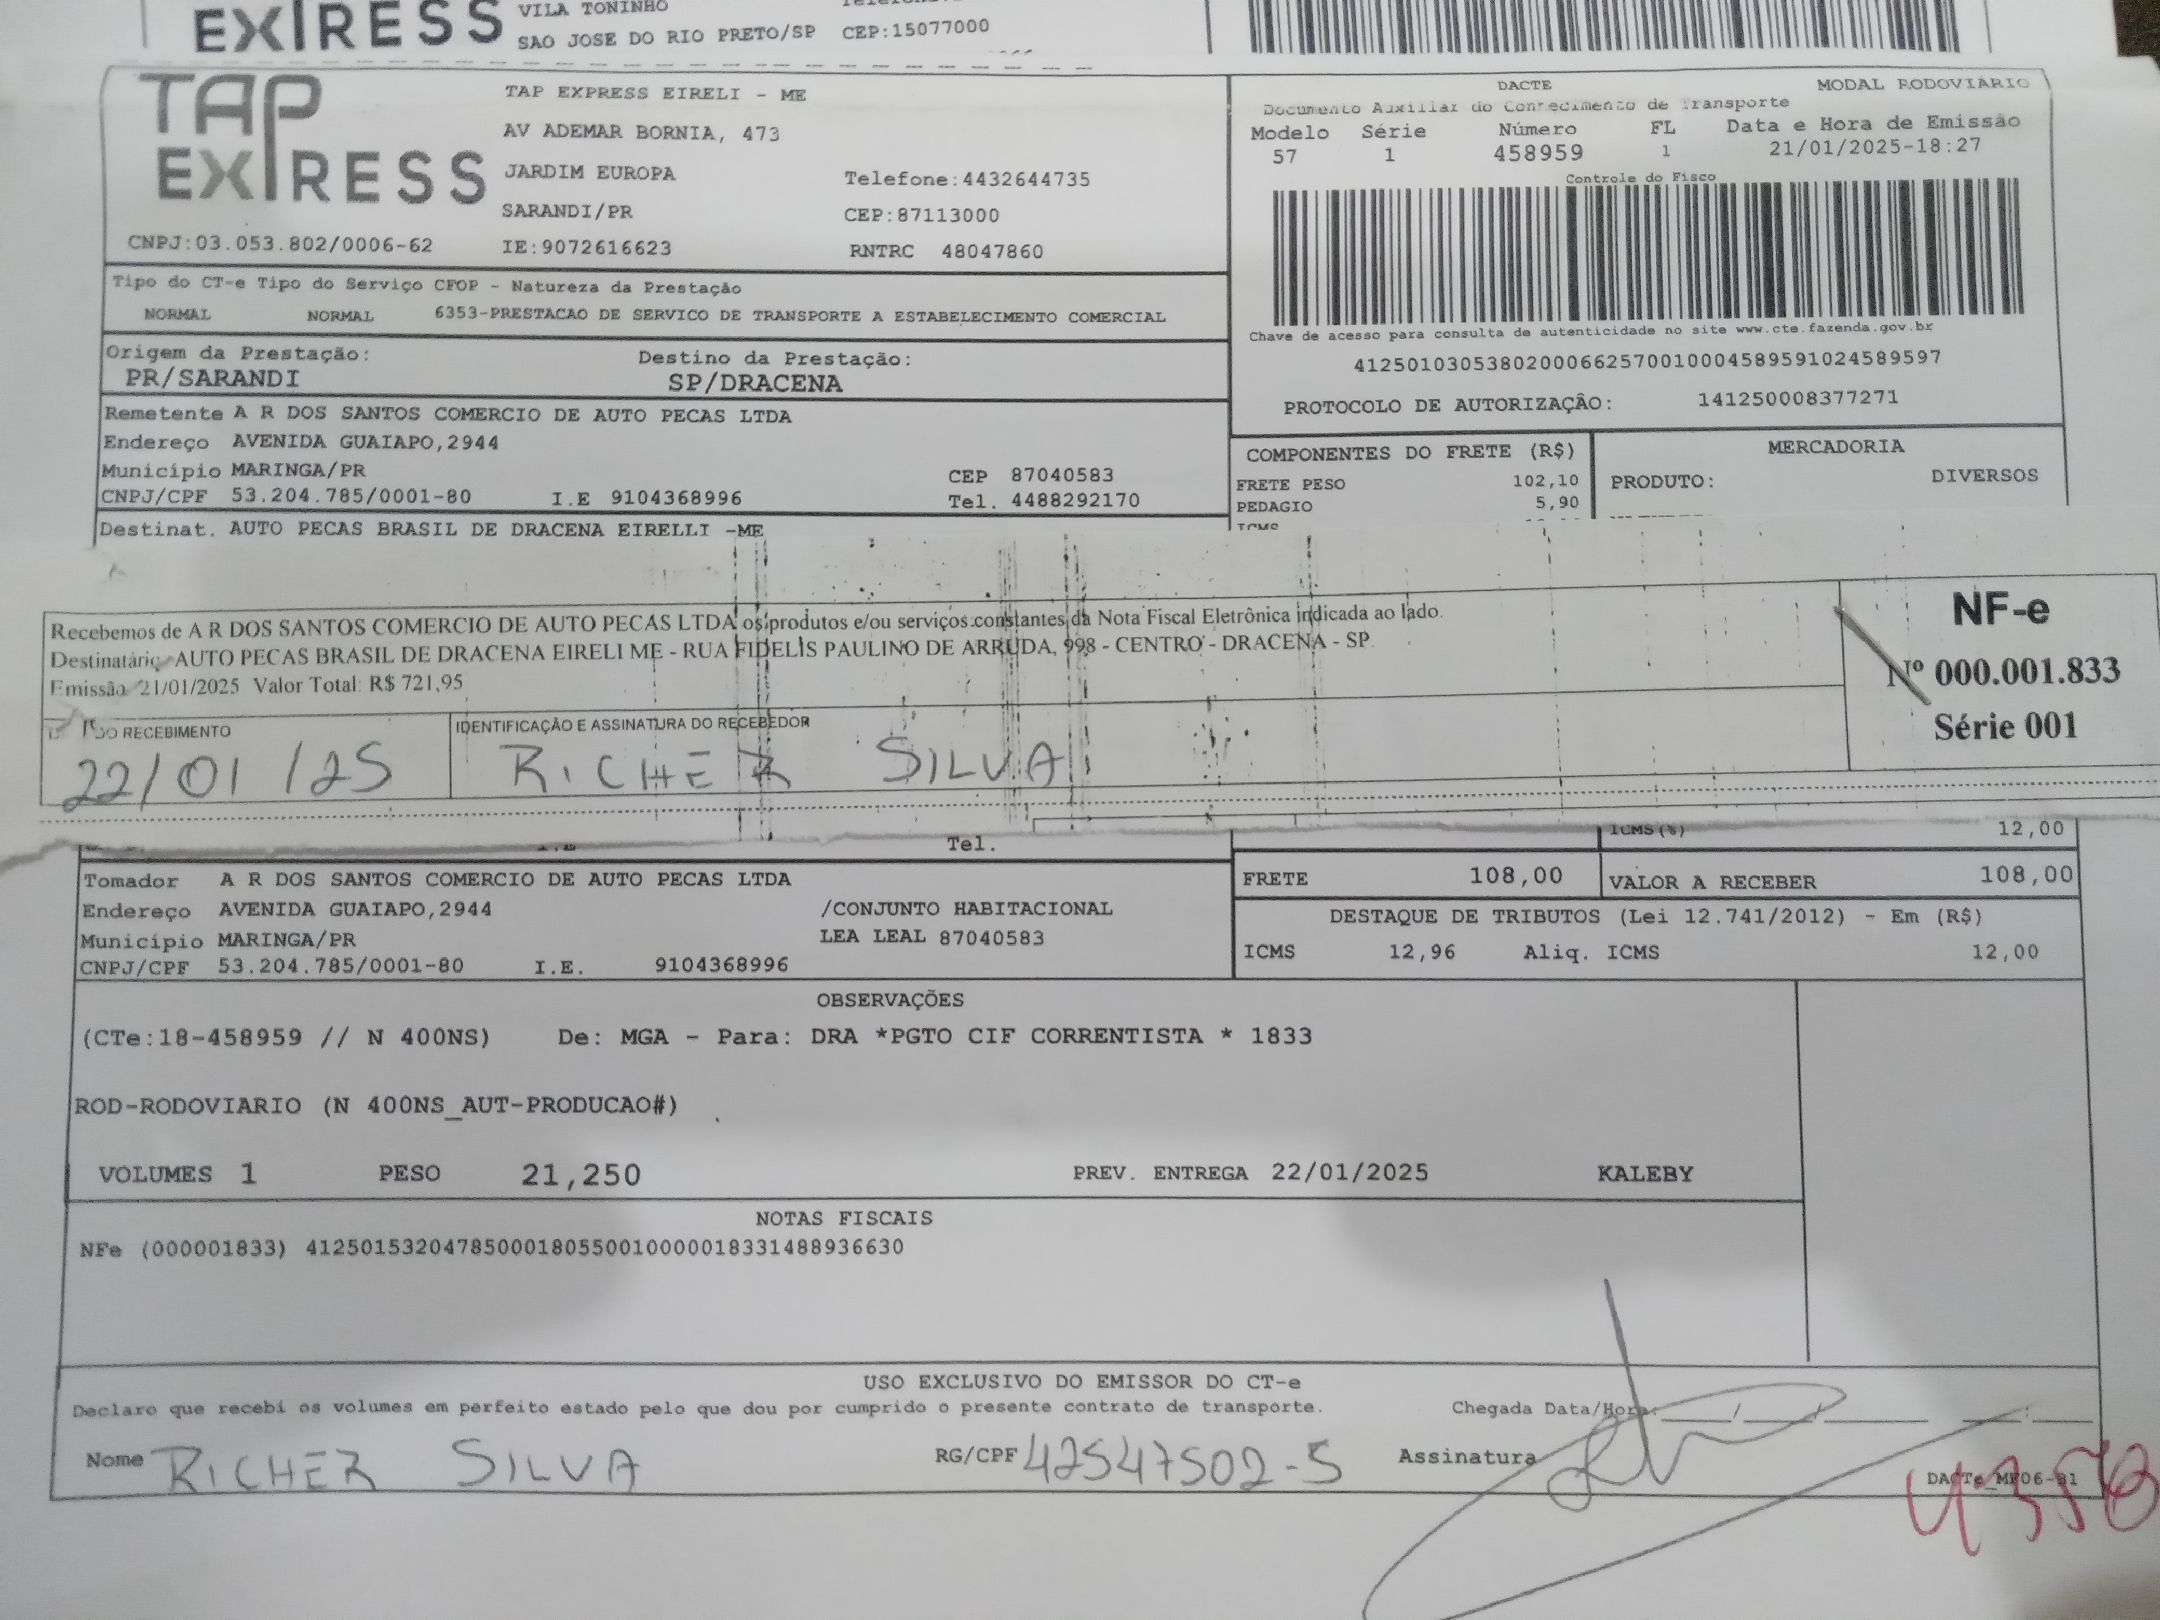 EXPRESS
VILA TONINHO
SAO JOSE DO RIO PRETO/SP CEP:15077000
TAP EXPRESS
TAP EXPRESS EIRELI - ME
AV ADEMAR BORNIA, 473
JARDIM EUROPA Telefone:4432644735
SARANDI/PR CEP:87113000
CNPJ:03.053.802/0006-62 IE:9072616623 RNTRC 48047860
DACTE MODAL RODOVIÁRIO
Documento Auxiliar do Conhecimento de Transporte
Modelo Série Número FL Data e Hora de Emissão
57 1 458959 1 21/01/2025-18:27
Controle do Fisco
Chave de acesso para consulta de autenticidade no site www.cte.fazenda.gov.br
41250103053802000662570010004589591024589597
PROTOCOLO DE AUTORIZAÇÃO: 141250008377271
Tipo do CT-e Tipo do Serviço CFOP - Natureza da Prestação
NORMAL NORMAL 6353-PRESTACAO DE SERVICO DE TRANSPORTE A ESTABELECIMENTO COMERCIAL
Origem da Prestação: Destino da Prestação:
PR/SARANDI SP/DRACENA
Remetente A R DOS SANTOS COMERCIO DE AUTO PECAS LTDA
Endereço AVENIDA GUAIAPO,2944
Município MARINGA/PR CEP 87040583
CNPJ/CPF 53.204.785/0001-80 I.E 9104368996 Tel. 4488292170
Destinat. AUTO PECAS BRASIL DE DRACENA EIRELLI -ME
COMPONENTES DO FRETE (R$) MERCADORIA
FRETE PESO 102,10 PRODUTO: DIVERSOS
PEDAGIO 5,90
ICMS
Recebemos de A R DOS SANTOS COMERCIO DE AUTO PECAS LTDA os produtos e/ou serviços constantes da Nota Fiscal Eletrônica indicada ao lado.
Destinatário: AUTO PECAS BRASIL DE DRACENA EIRELI ME - RUA FIDELIS PAULINO DE ARRUDA, 998 - CENTRO - DRACENA - SP.
Emissão 21/01/2025 Valor Total: R$ 721,95
NF-e
Nº 000.001.833
Série 001
DO RECEBIMENTO IDENTIFICAÇÃO E ASSINATURA DO RECEBEDOR
22/01/25 RICHER SILVA
Tel. ICMS(%) 12,00
Tomador A R DOS SANTOS COMERCIO DE AUTO PECAS LTDA
Endereço AVENIDA GUAIAPO,2944 /CONJUNTO HABITACIONAL
Município MARINGA/PR LEA LEAL 87040583
CNPJ/CPF 53.204.785/0001-80 I.E. 9104368996
FRETE 108,00 VALOR A RECEBER 108,00
DESTAQUE DE TRIBUTOS (Lei 12.741/2012) - Em (R$)
ICMS 12,96 Aliq. ICMS 12,00
OBSERVAÇÕES
(CTe:18-458959 // N 400NS) De: MGA - Para: DRA *PGTO CIF CORRENTISTA * 1833
ROD-RODOVIARIO (N 400NS_AUT-PRODUCAO#)
VOLUMES 1 PESO 21,250 PREV. ENTREGA 22/01/2025 KALEBY
NOTAS FISCAIS
NFe (000001833) 41250153204785000180550010000018331488936630
USO EXCLUSIVO DO EMISSOR DO CT-e
Declaro que recebi os volumes em perfeito estado pelo que dou por cumprido o presente contrato de transporte. Chegada Data/Hora:
Nome RICHER SILVA RG/CPF 42547502-5 Assinatura